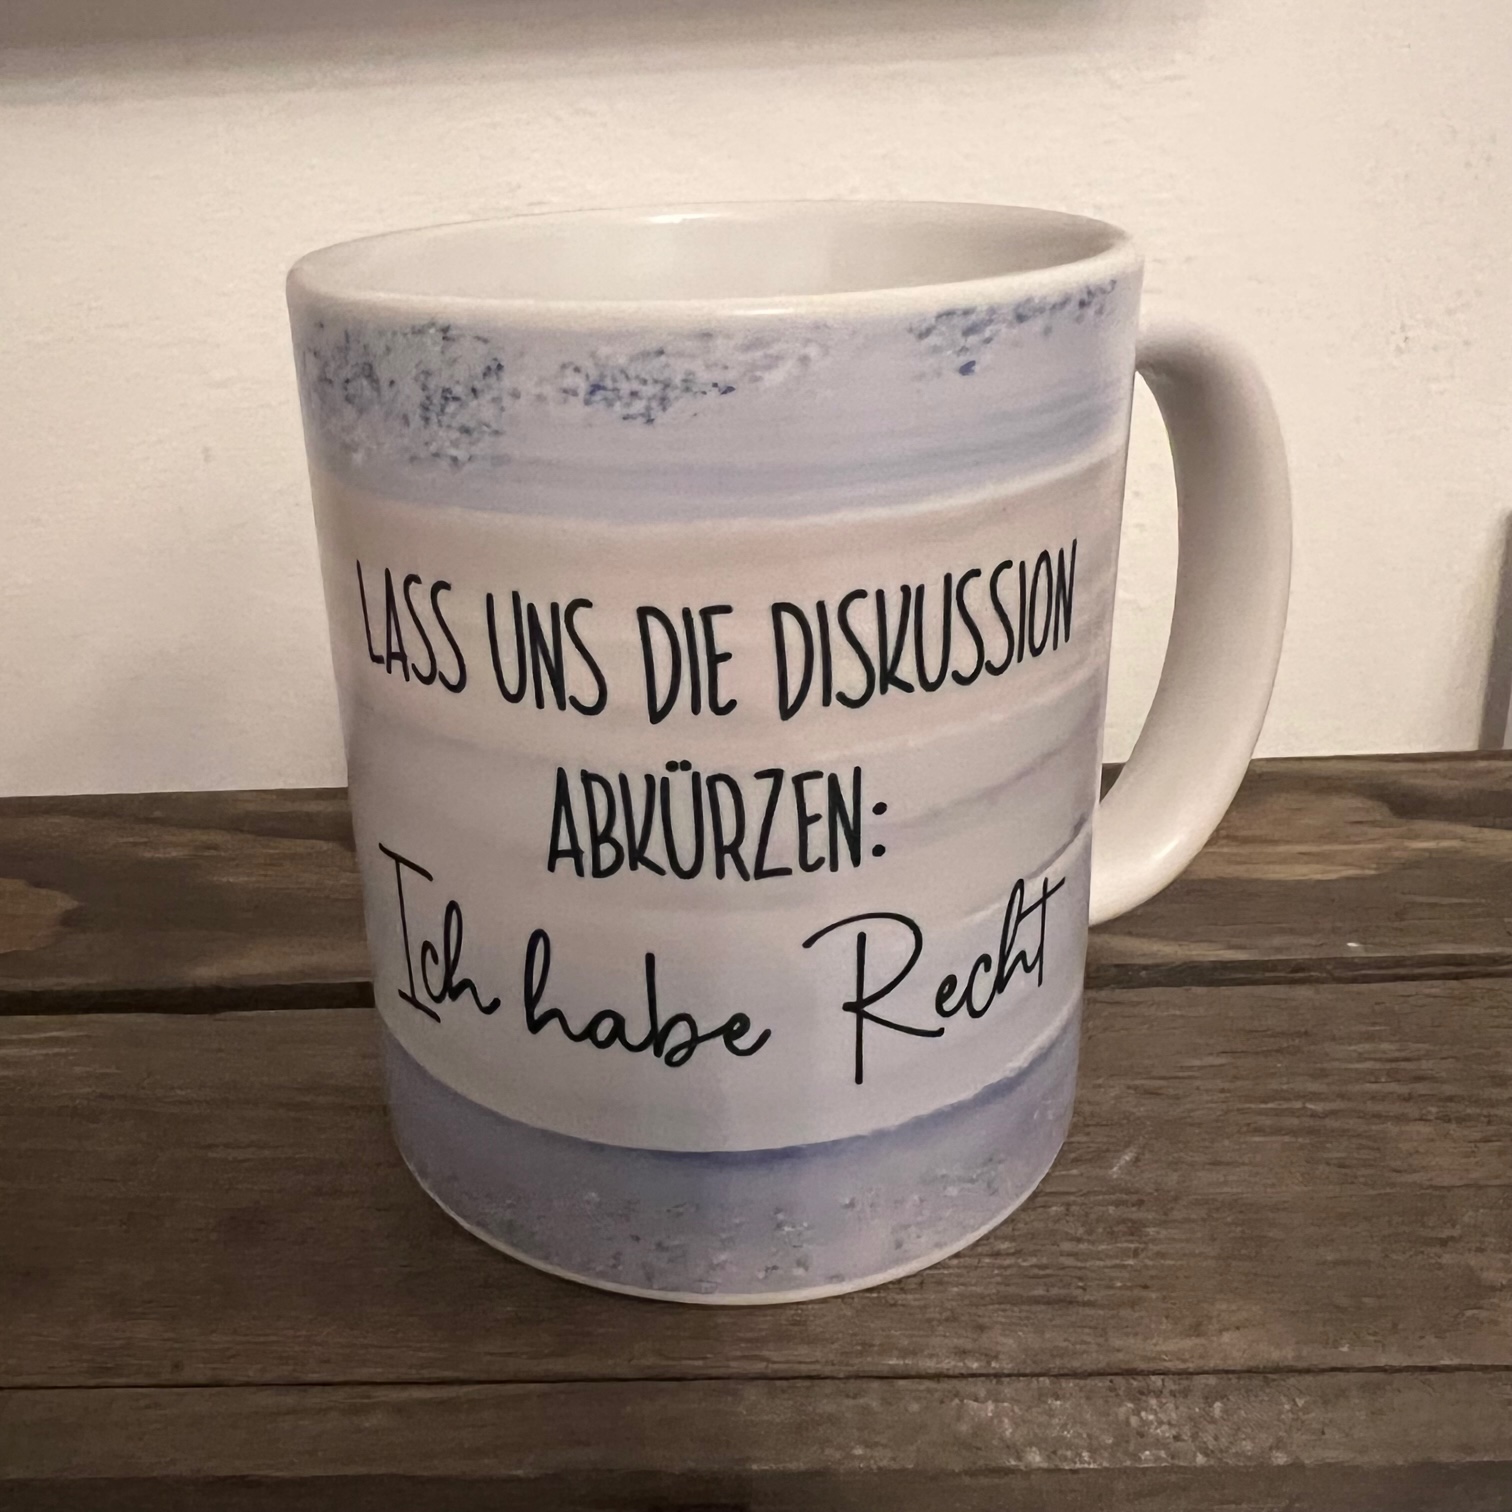 LASS UNS DIE DISKUSSION
ABKÜRZEN:
Ich habe Recht